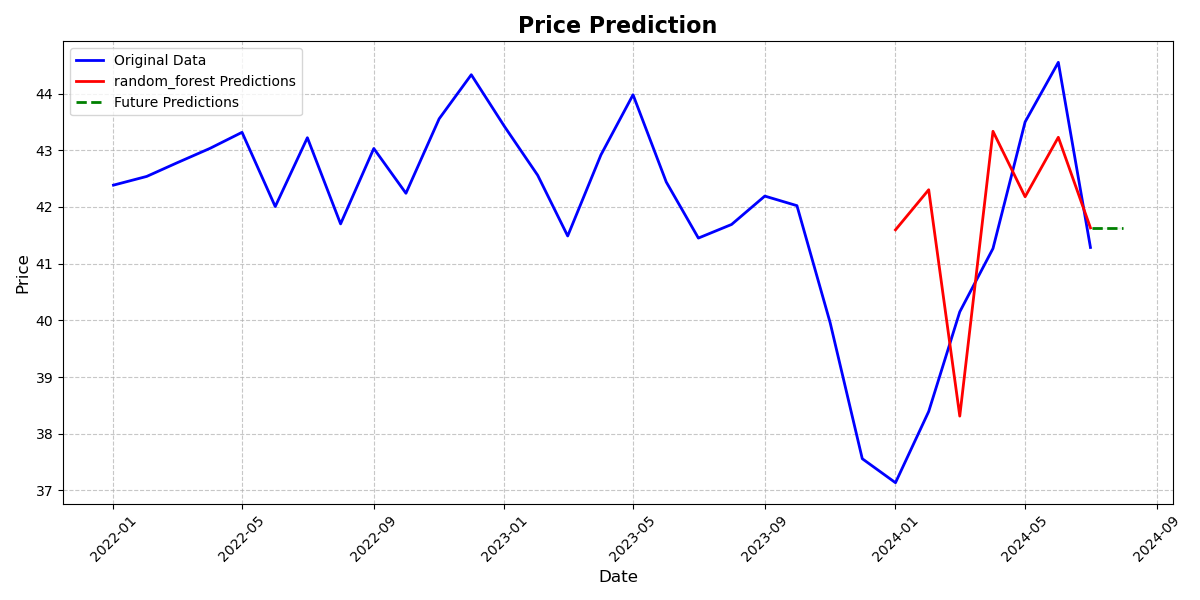 Price Prediction
Original Data
random_forest Predictions
Future Predictions
Price
44
43
42
41
40
39
38
37
2022-01
2022-05
2022-09
2023-01
2023-05
2023-09
2024-01
2024-05
2024-09
Date